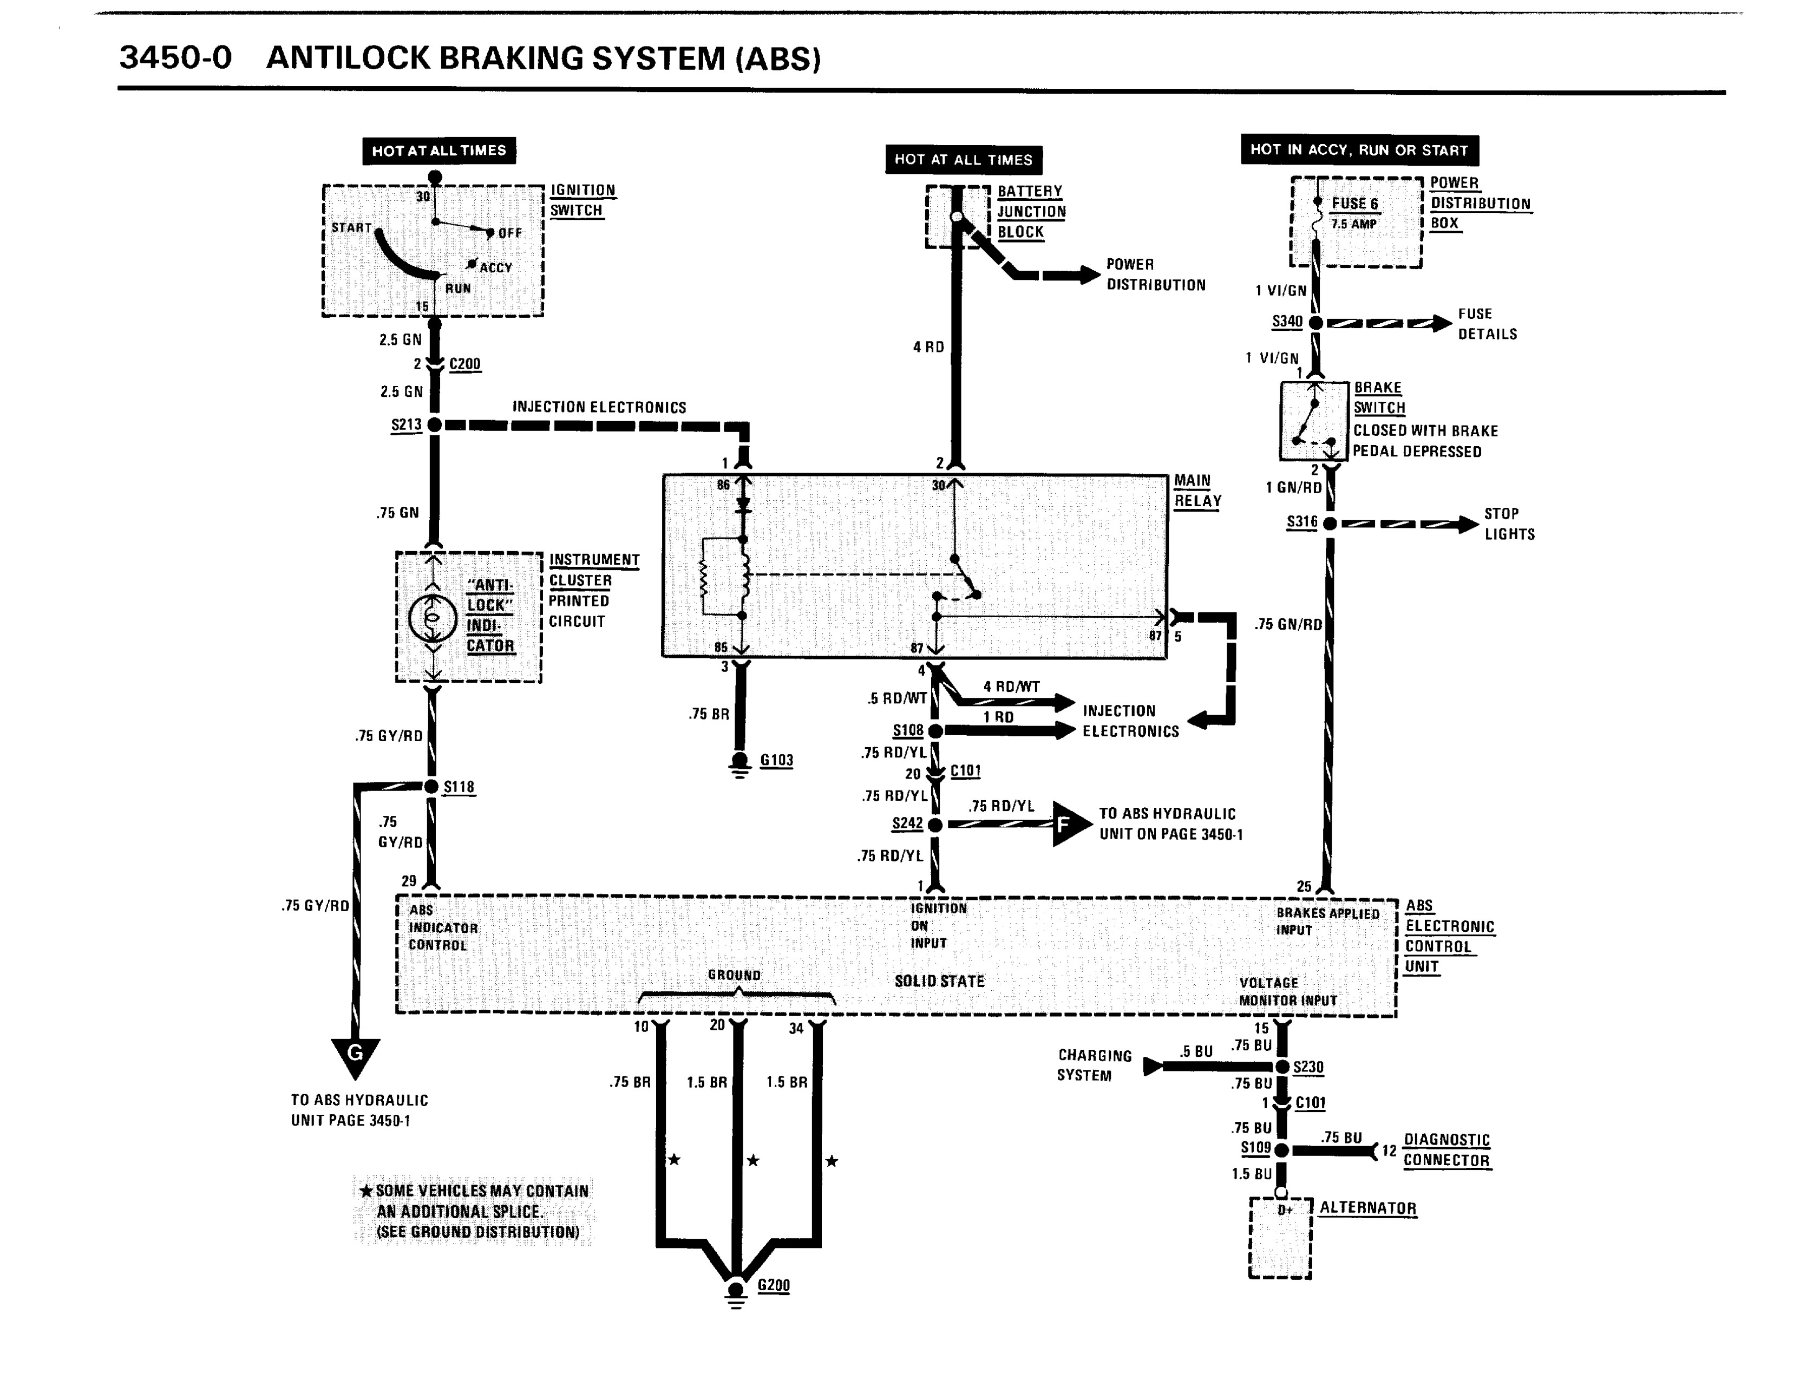 3450-0 ANTILOCK BRAKING SYSTEM (ABS)
HOT AT ALL TIMES
HOT AT ALL TIMES
HOT IN ACCY, RUN OR START
30
IGNITION
SWITCH
START
OFF
ACCY
RUN
15
BATTERY
JUNCTION
BLOCK
POWER
DISTRIBUTION
FUSE 6
7.5 AMP
POWER
DISTRIBUTION
BOX
1 VI/GN
S340
FUSE
DETAILS
1 VI/GN
1
BRAKE
SWITCH
CLOSED WITH BRAKE
PEDAL DEPRESSED
2
1 GN/RD
S316
STOP
LIGHTS
.75 GN/RD
2.5 GN
2
C200
2.5 GN
S213
INJECTION ELECTRONICS
4 RD
.75 GN
1
86
2
30
MAIN
RELAY
85
3
87
4
87
5
INSTRUMENT
CLUSTER
PRINTED
CIRCUIT
"ANTI-
LOCK"
INDI-
CATOR
.75 BR
G103
.5 RD/WT
4 RD/WT
1 RD
INJECTION
ELECTRONICS
S108
.75 RD/YL
20
C101
.75 RD/YL
S242
.75 RD/YL
F
TO ABS HYDRAULIC
UNIT ON PAGE 3450-1
.75 RD/YL
1
.75 GY/RD
S118
.75
GY/RD
29
.75 GY/RD
25
ABS
INDICATOR
CONTROL
IGNITION
ON
INPUT
BRAKES APPLIED
INPUT
ABS
ELECTRONIC
CONTROL
UNIT
GROUND
SOLID STATE
VOLTAGE
MONITOR INPUT
10
20
34
15
G
TO ABS HYDRAULIC
UNIT PAGE 3450-1
.75 BR
1.5 BR
1.5 BR
CHARGING
SYSTEM
.5 BU
.75 BU
S230
.75 BU
1
C101
.75 BU
S109
.75 BU
12
DIAGNOSTIC
CONNECTOR
1.5 BU
D+
ALTERNATOR
★
★
★
★SOME VEHICLES MAY CONTAIN
AN ADDITIONAL SPLICE.
(SEE GROUND DISTRIBUTION)
G200